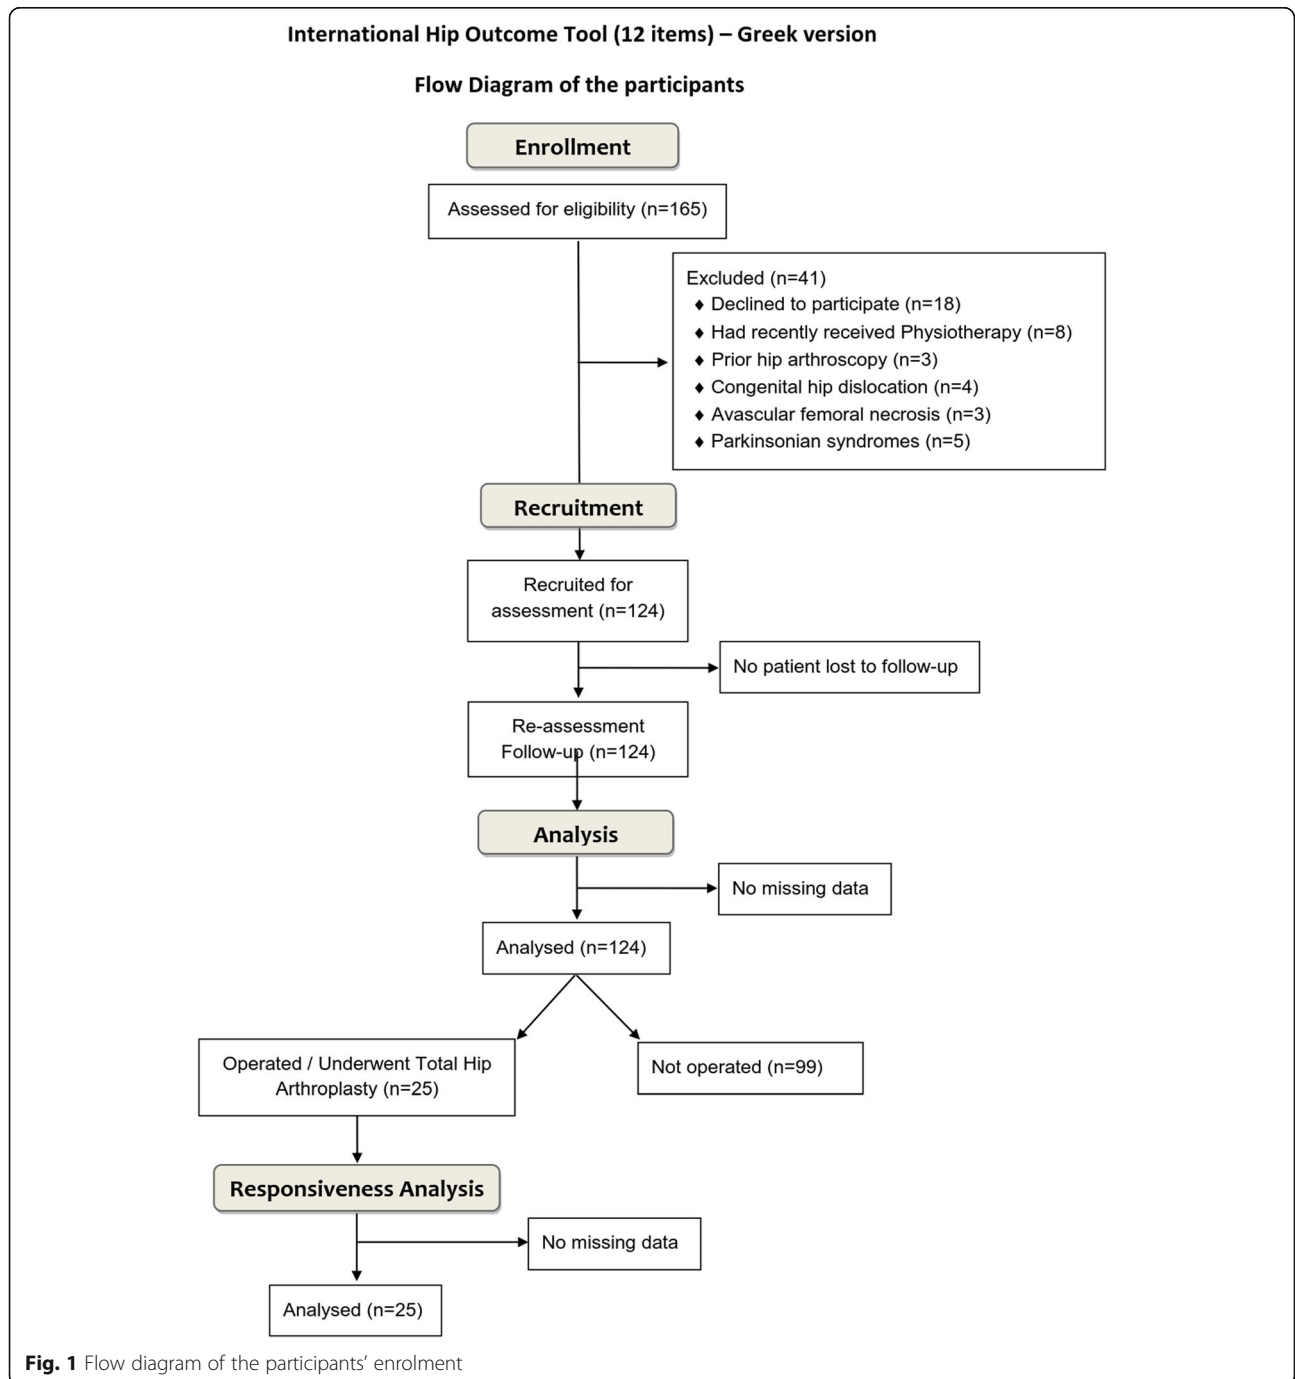 International Hip Outcome Tool (12 items) – Greek version
Flow Diagram of the participants
Enrollment
Assessed for eligibility (n=165)
Excluded (n=41)
♦ Declined to participate (n=18)
♦ Had recently received Physiotherapy (n=8)
♦ Prior hip arthroscopy (n=3)
♦ Congenital hip dislocation (n=4)
♦ Avascular femoral necrosis (n=3)
♦ Parkinsonian syndromes (n=5)
Recruitment
Recruited for
assessment (n=124)
No patient lost to follow-up
Re-assessment
Follow-up (n=124)
Analysis
No missing data
Analysed (n=124)
Operated / Underwent Total Hip
Arthroplasty (n=25)
Not operated (n=99)
Responsiveness Analysis
No missing data
Analysed (n=25)
Fig. 1 Flow diagram of the participants’ enrolment